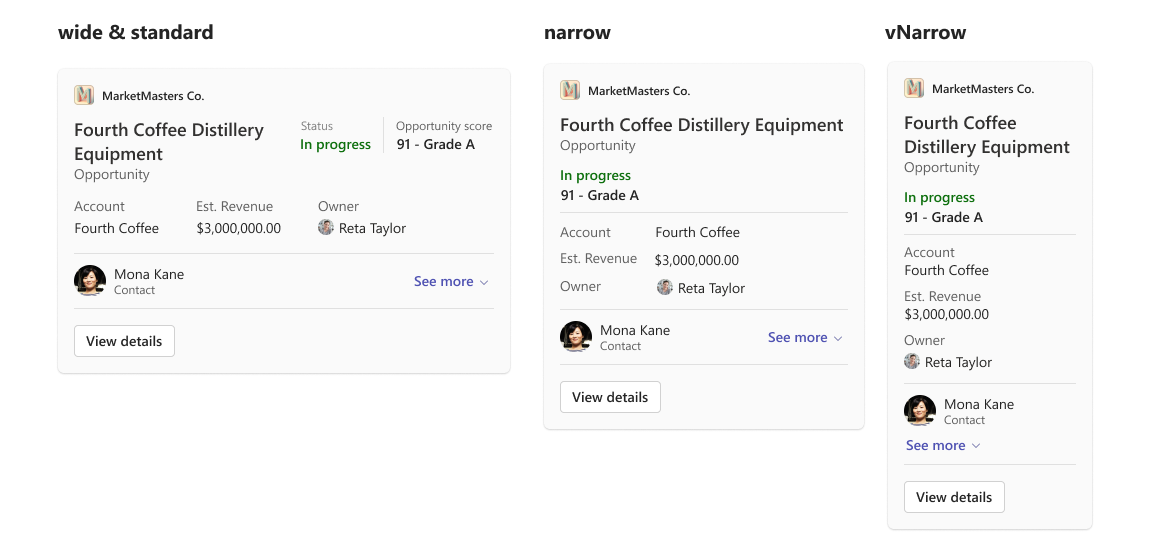 wide & standard
MarketMasters Co.
Fourth Coffee Distillery
Equipment
Opportunity
Status
In progress
Opportunity score
91 - Grade A
Account
Fourth Coffee
Est. Revenue
$3,000,000.00
Owner
Reta Taylor
Mona Kane
Contact
See more
View details
narrow
MarketMasters Co.
Fourth Coffee Distillery Equipment
Opportunity
In progress
91 - Grade A
Account Fourth Coffee
Est. Revenue $3,000,000.00
Owner Reta Taylor
Mona Kane
Contact
See more
View details
vNarrow
MarketMasters Co.
Fourth Coffee
Distillery Equipment
Opportunity
In progress
91 - Grade A
Account
Fourth Coffee
Est. Revenue
$3,000,000.00
Owner
Reta Taylor
Mona Kane
Contact
See more
View details